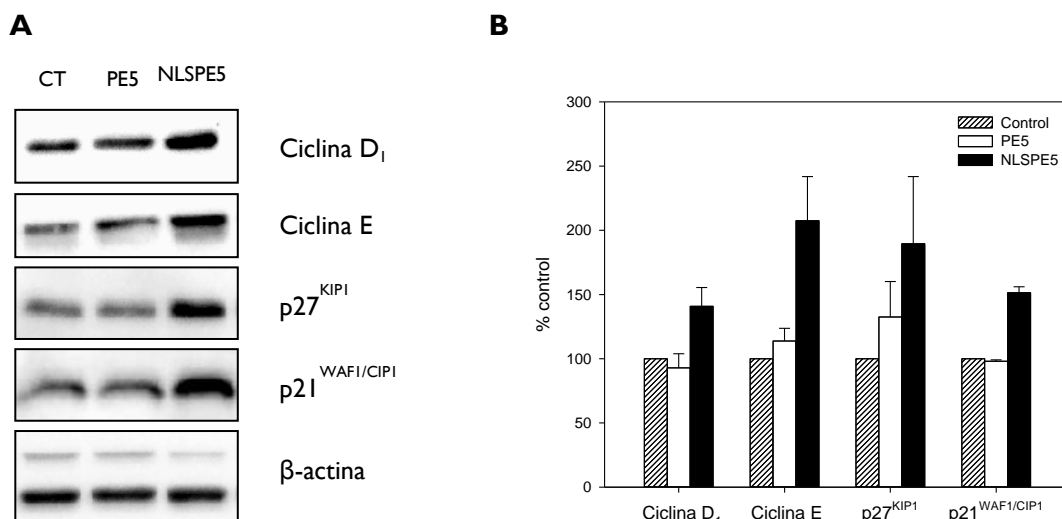 A
CT PE5 NLSPE5
Ciclina D1
Ciclina E
p27KIP1
p21WAF1/CIP1
β-actina
B
300
250
200
150
100
50
0
% control
Control
PE5
NLSPE5
Ciclina D1 Ciclina E p27KIP1 p21WAF1/CIP1